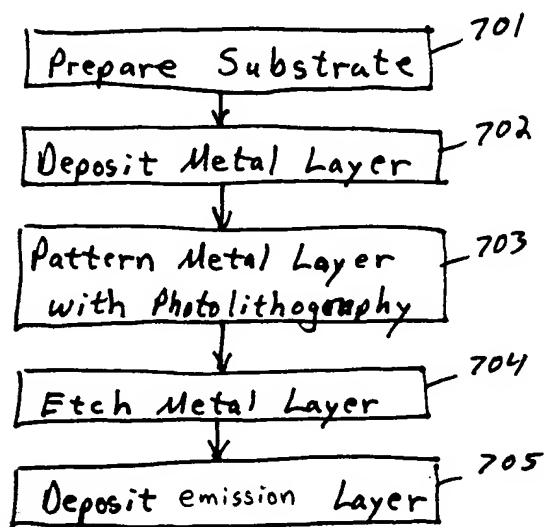 701
Prepare Substrate
702
Deposit Metal Layer
703
Pattern Metal Layer
with Photolithography
704
Etch Metal Layer
705
Deposit emission Layer